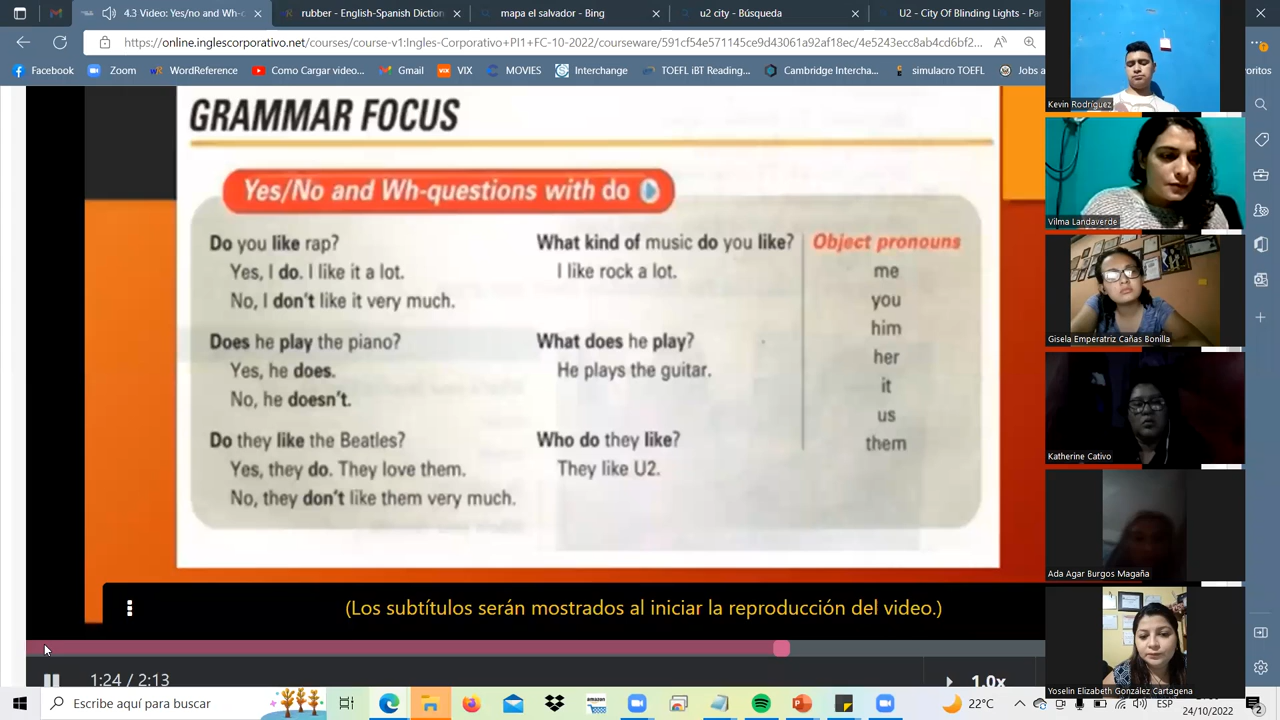 4.3 Video: Yes/No and
rubber - English-Spanish Diction
mapa el salvador - Bing
u2 city - Búsqueda
U2 - City Of Blinding Lights - Par
https://online.inglescorporativo.net/courses/course-v1:Ingles-Corporativo+PI1+FC-10-2022/courseware/591cf54e571145ce9d43061a92af18ec/4e5243ecc8ab4cd6bf2...
Facebook
Zoom
WordReference
Como Cargar video...
Gmail
VIX
MOVIES
Interchange
TOEFL iBT Reading...
Cambridge Intercha...
simulacro TOEFL
Jobs a
oritos
GRAMMAR FOCUS
Yes/No and Wh-questions with do
Do you like rap?
Yes, I do. I like it a lot.
No, I don't like it very much.
Does he play the piano?
Yes, he does.
No, he doesn't.
Do they like the Beatles?
Yes, they do. They love them.
No, they don't like them very much.
What kind of music do you like?
I like rock a lot.
What does he play?
He plays the guitar.
Who do they like?
They like U2.
Object pronouns
me
you
him
her
it
us
them
(Los subtítulos serán mostrados al iniciar la reproducción del video.)
1:24 / 2:13
1.0x
Kevin Rodríguez
Vilma Landaverde
Gisela Emperatriz Cañas Bonilla
Katherine Cativo
Ada Agar Burgos Magaña
Yoselin Elizabeth González Cartagena
Escribe aquí para buscar
22°C
ESP
24/10/2022
2